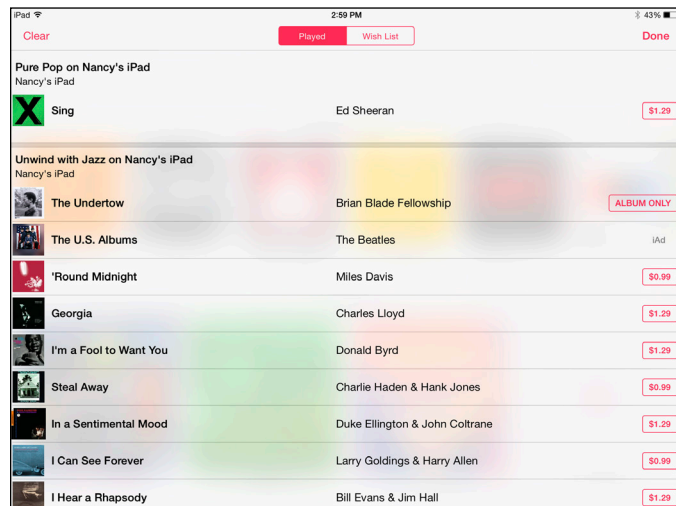 iPad 2:59 PM 43%
Clear Played Wish List Done
Pure Pop on Nancy's iPad
Nancy's iPad
Sing Ed Sheeran $1.29
Unwind with Jazz on Nancy's iPad
Nancy's iPad
The Undertow Brian Blade Fellowship ALBUM ONLY
The U.S. Albums The Beatles iAd
'Round Midnight Miles Davis $0.99
Georgia Charles Lloyd $1.29
I'm a Fool to Want You Donald Byrd $1.29
Steal Away Charlie Haden & Hank Jones $0.99
In a Sentimental Mood Duke Ellington & John Coltrane $1.29
I Can See Forever Larry Goldings & Harry Allen $0.99
I Hear a Rhapsody Bill Evans & Jim Hall $1.29